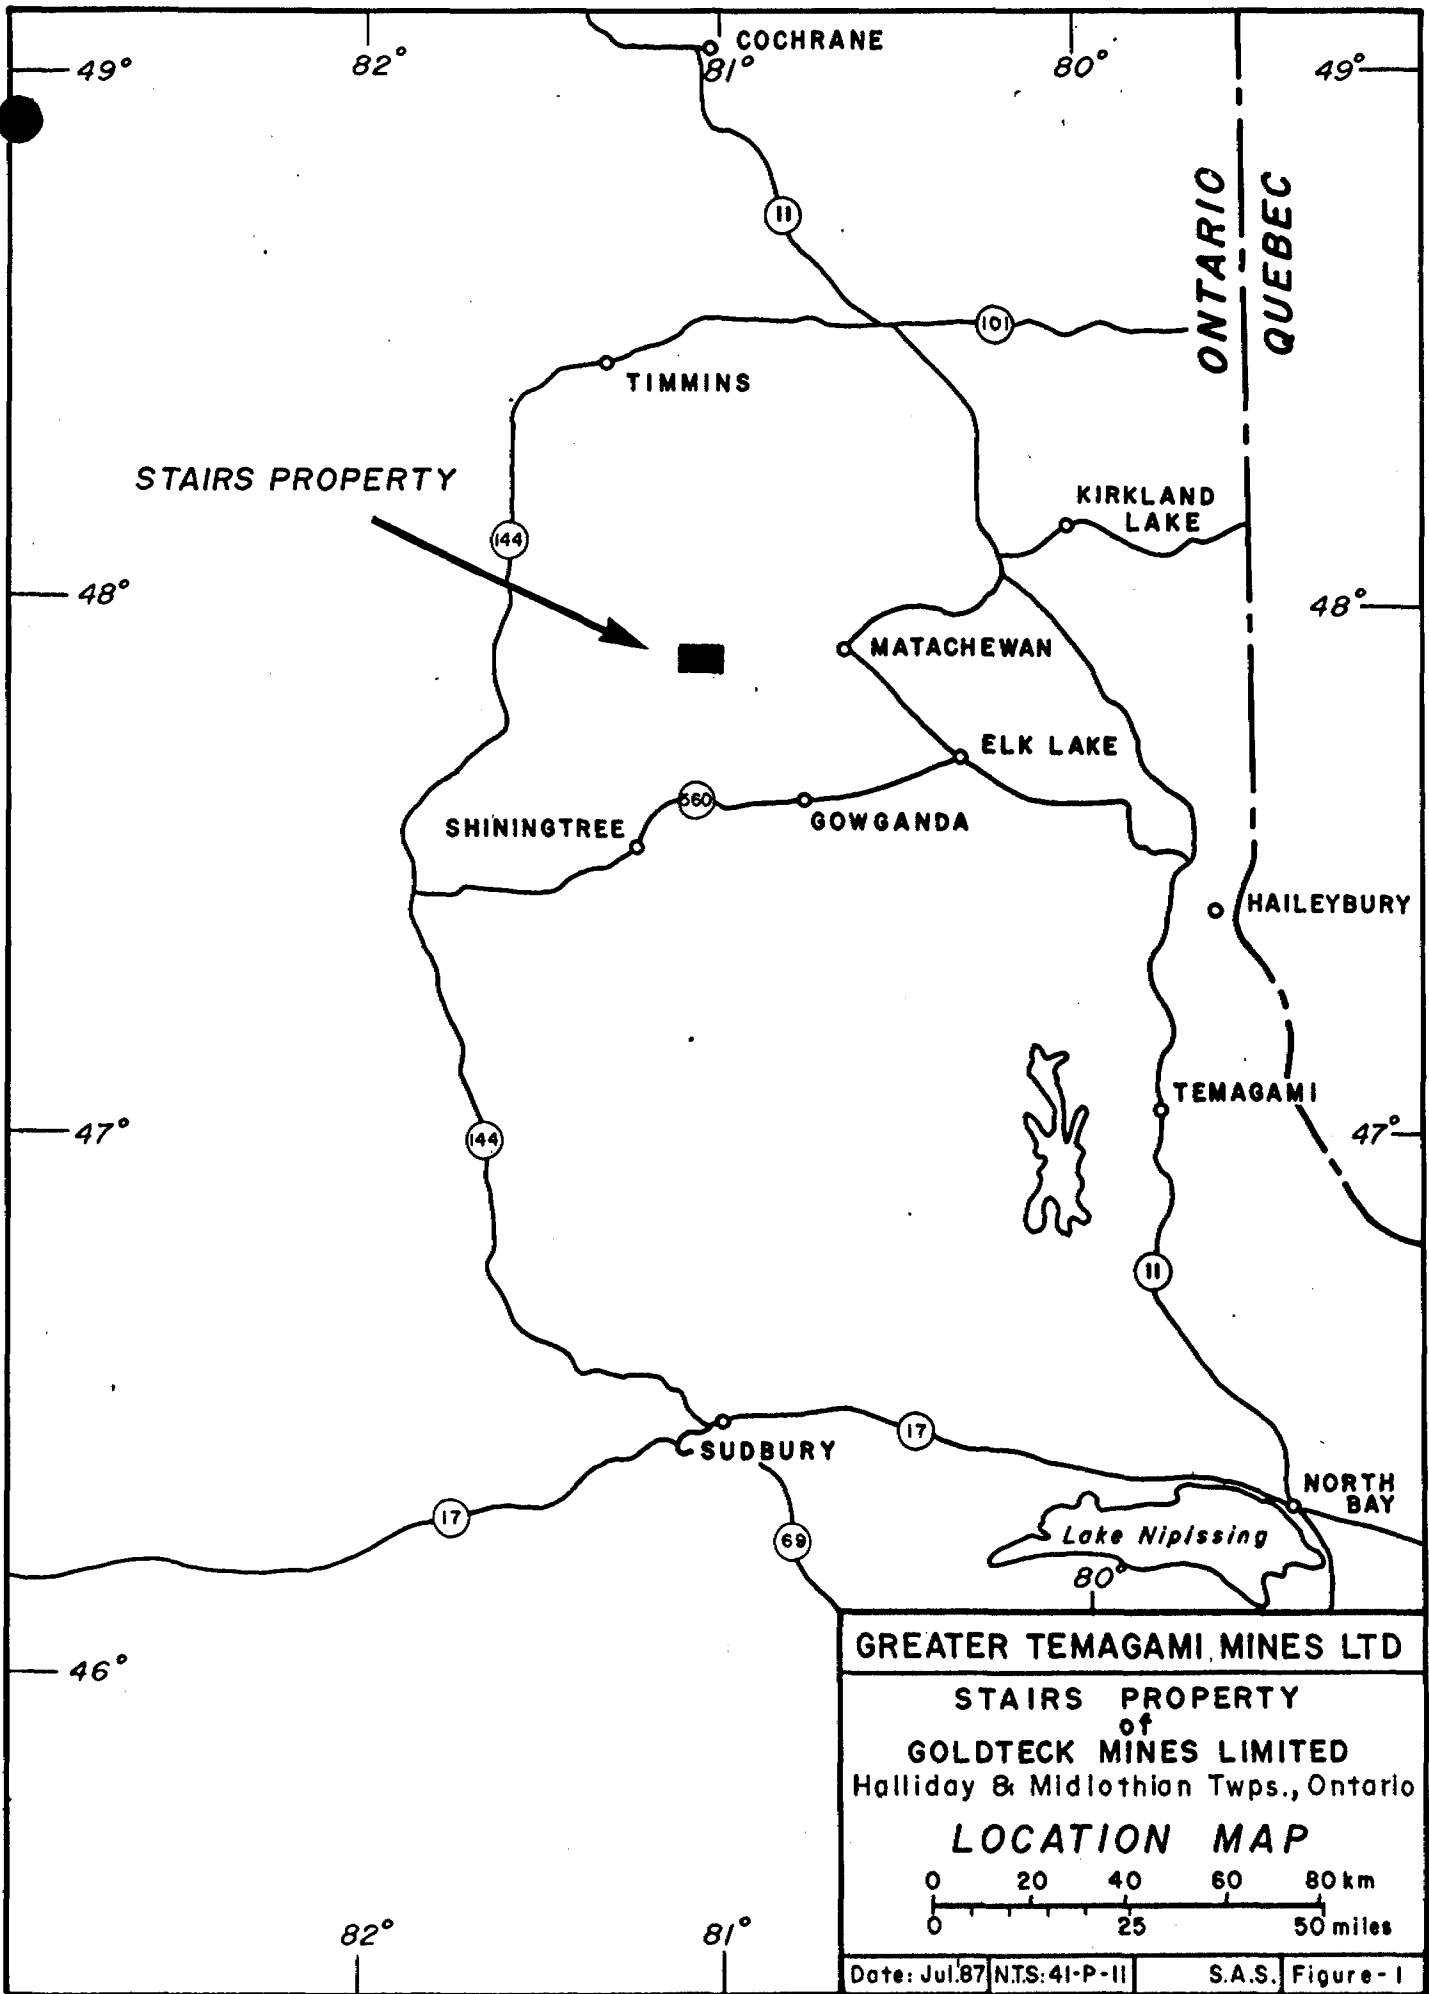 COCHRANE
49°
82°
81°
80°
49°
11
ONTARIO
QUEBEC
101
TIMMINS
STAIRS PROPERTY
KIRKLAND
LAKE
144
48°
48°
MATACHEWAN
ELK LAKE
560
GOWGANDA
SHININGTREE
HAILEYBURY
TEMAGAMI
47°
144
47°
11
17
SUDBURY
NORTH
BAY
17
69
Lake Nipissing
80°
GREATER TEMAGAMI MINES LTD
46°
STAIRS PROPERTY
of
GOLDTECK MINES LIMITED
Halliday & Midlothian Twps., Ontario
LOCATION MAP
0 20 40 60 80 km
0 25 50 miles
82°
81°
Date: Jul.'87 N.T.S: 41-P-11 S.A.S. Figure - 1